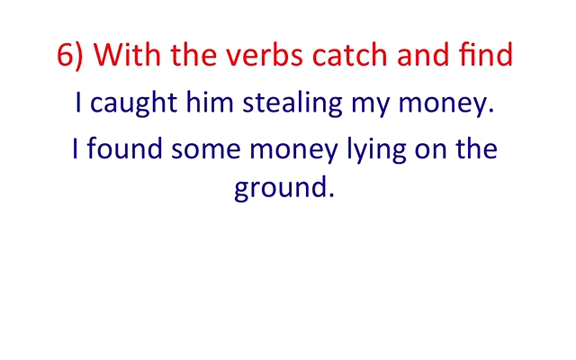 6) With the verbs catch and find
I caught him stealing my money.
I found some money lying on the
ground.